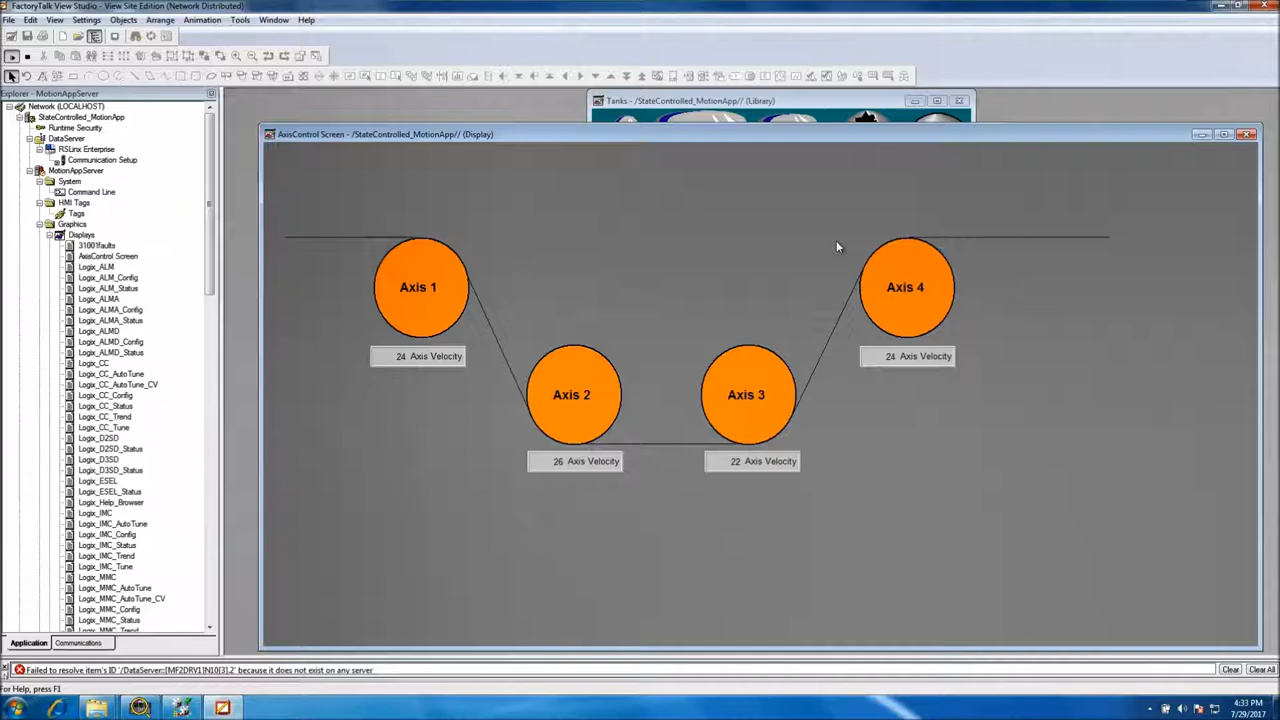 FactoryTalk View Studio - View Site Edition (Network Distributed)
File Edit View Settings Objects Arrange Animation Tools Window Help
Explorer - MotionAppServer
Network (LOCALHOST)
StateControlled_MotionApp
Runtime Security
DataServer
RSLinx Enterprise
Communication Setup
MotionAppServer
System
Command Line
HMI Tags
Tags
Graphics
Displays
31001faults
AxisControl Screen
Logix_ALM
Logix_ALM_Config
Logix_ALM_Status
Logix_ALMA
Logix_ALMA_Config
Logix_ALMA_Status
Logix_ALMD
Logix_ALMD_Config
Logix_ALMD_Status
Logix_CC
Logix_CC_AutoTune
Logix_CC_AutoTune_CV
Logix_CC_Config
Logix_CC_Status
Logix_CC_Trend
Logix_CC_Tune
Logix_D2SD
Logix_D2SD_Status
Logix_D3SD
Logix_D3SD_Status
Logix_ESEL
Logix_ESEL_Status
Logix_Help_Browser
Logix_IMC
Logix_IMC_AutoTune
Logix_IMC_Config
Logix_IMC_Status
Logix_IMC_Trend
Logix_IMC_Tune
Logix_MMC
Logix_MMC_AutoTune
Logix_MMC_AutoTune_CV
Logix_MMC_Config
Logix_MMC_Status
Logix_MMC_Trend
Application Communications
Tanks - /StateControlled_MotionApp// (Library)
AxisControl Screen - /StateControlled_MotionApp// (Display)
Axis 1
24 Axis Velocity
Axis 2
26 Axis Velocity
Axis 3
22 Axis Velocity
Axis 4
24 Axis Velocity
Failed to resolve item's ID '/DataServer::[MF2DRV1]N10[3].2' because it does not exist on any server
Clear Clear All
For Help, press F1
4:33 PM
7/29/2017